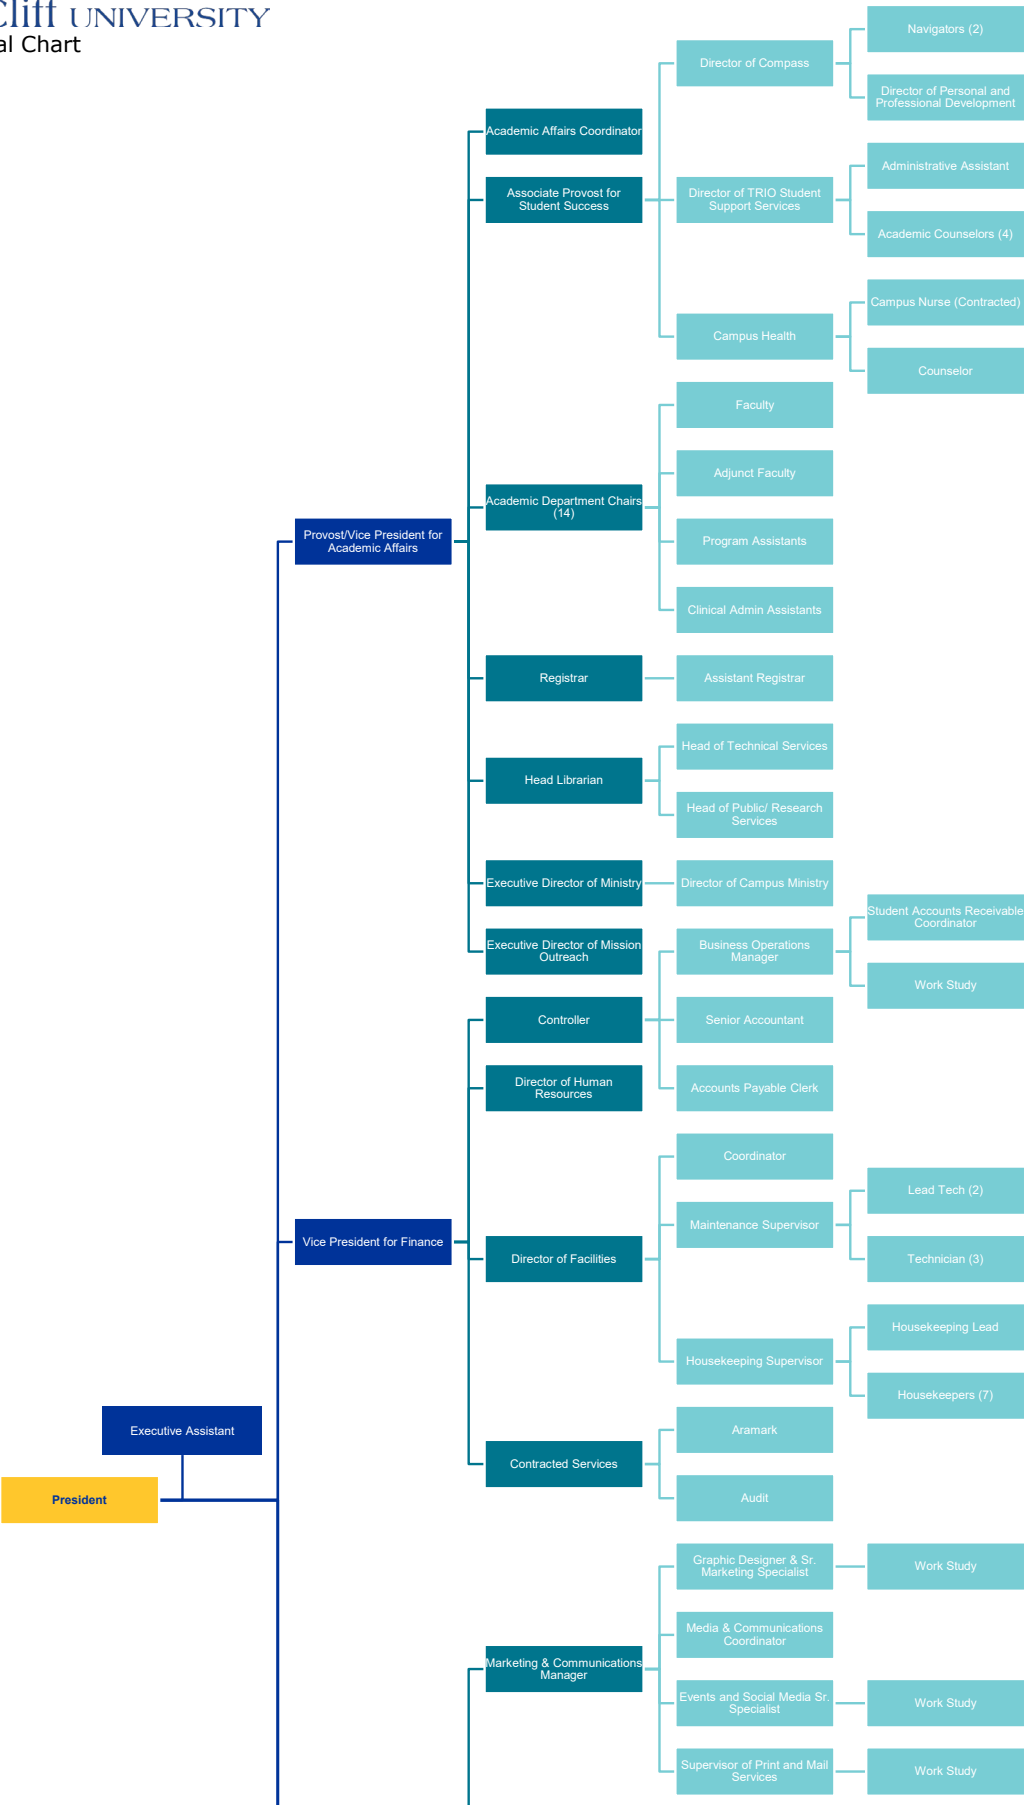 UNIVERSITY
Chart
Navigators (2)
Director of Compass
Director of Personal and
Professional Development
Academic Affairs Coordinator
Administrative Assistant
Associate Provost for
Student Success
Director of TRIO Student
Support Services
Academic Counselors (4)
Campus Nurse (Contracted)
Campus Health
Counselor
Faculty
Adjunct Faculty
Academic Department Chairs
(14)
Provost/Vice President for
Academic Affairs
Program Assistants
Clinical Admin Assistants
Registrar
Assistant Registrar
Head of Technical Services
Head Librarian
Head of Public/ Research
Services
Executive Director of Ministry
Director of Campus Ministry
Student Accounts Receivable
Coordinator
Executive Director of Mission
Outreach
Business Operations
Manager
Work Study
Controller
Senior Accountant
Director of Human
Resources
Accounts Payable Clerk
Coordinator
Lead Tech (2)
Maintenance Supervisor
Vice President for Finance
Director of Facilities
Technician (3)
Housekeeping Lead
Housekeeping Supervisor
Housekeepers (7)
Executive Assistant
Aramark
Contracted Services
President
Audit
Graphic Designer & Sr.
Marketing Specialist
Work Study
Media & Communications
Coordinator
Marketing & Communications
Manager
Events and Social Media Sr.
Specialist
Work Study
Supervisor of Print and Mail
Services
Work Study